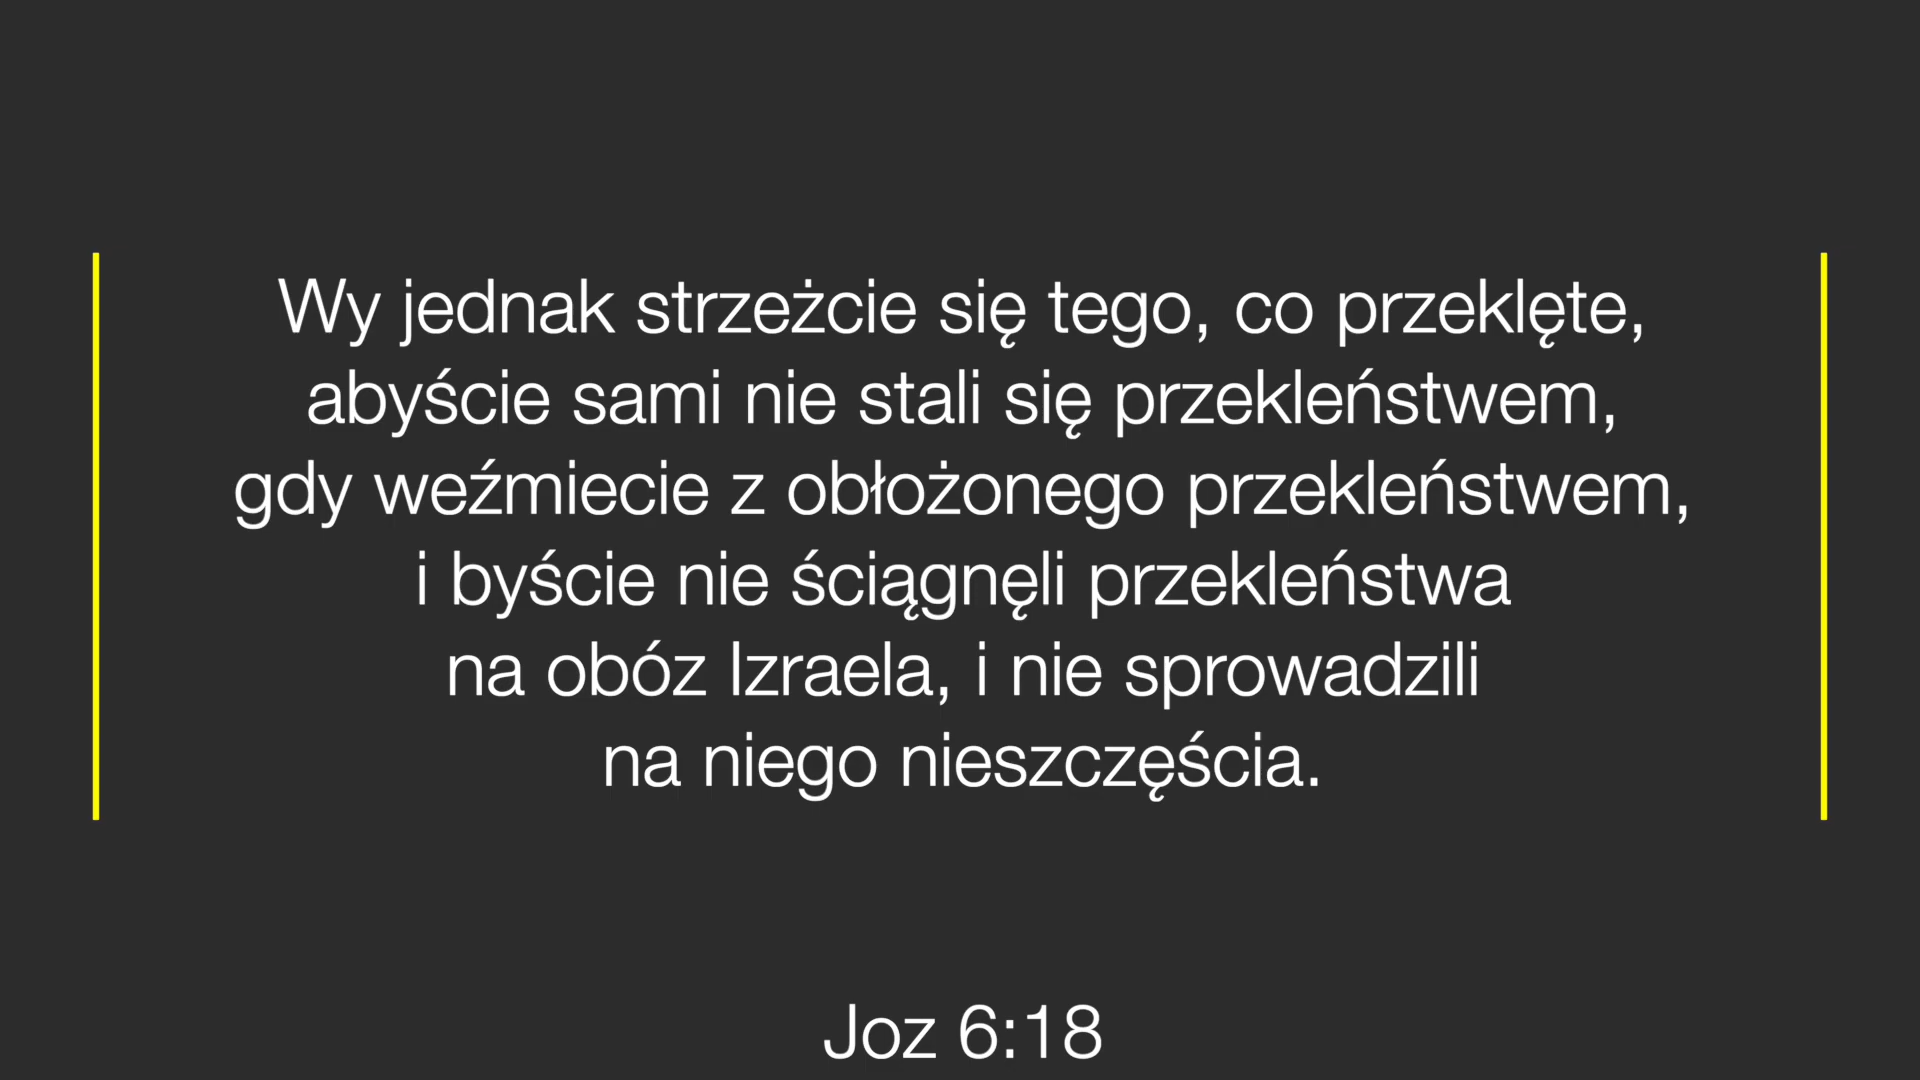 Wy jednak strzeżcie się tego, co przeklęte,
abyście sami nie stali się przekleństwem,
gdy weźmiecie z obłożonego przekleństwem,
i byście nie ściągnęli przekleństwa
na obóz Izraela, i nie sprowadzili
na niego nieszczęścia.
Joz 6:18